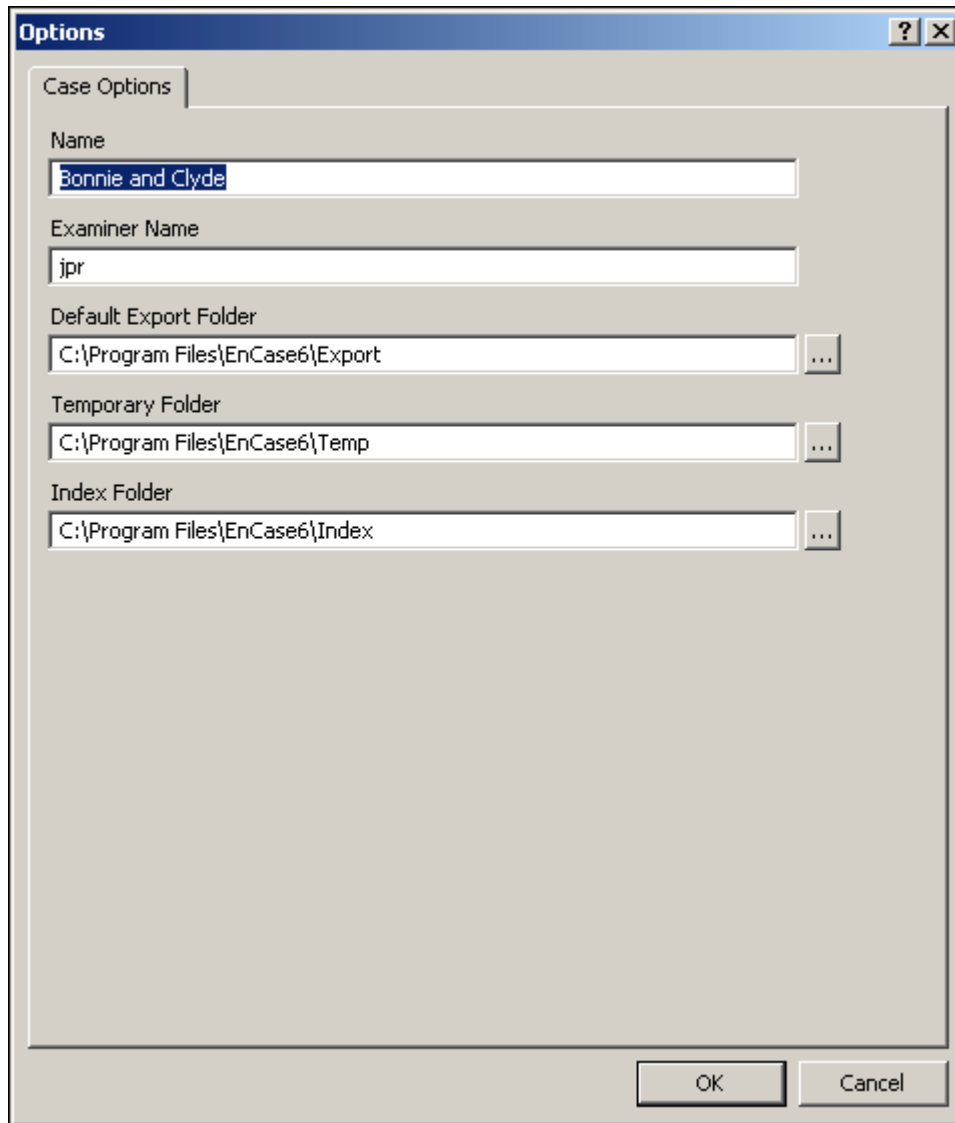 Options
Case Options
Name
Bonnie and Clyde
Examiner Name
jpr
Default Export Folder
C:\Program Files\EnCase6\Export
...
Temporary Folder
C:\Program Files\EnCase6\Temp
...
Index Folder
C:\Program Files\EnCase6\Index
...
OK
Cancel